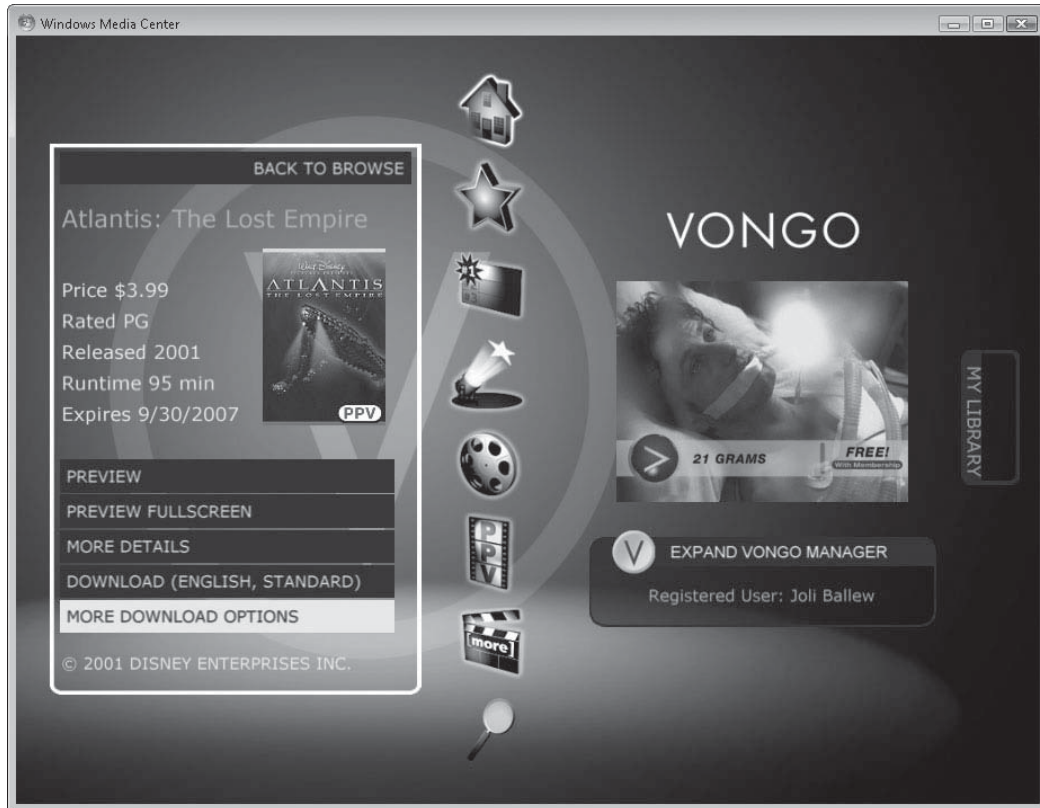 Windows Media Center
BACK TO BROWSE
Atlantis: The Lost Empire
Price $3.99
Rated PG
Released 2001
Runtime 95 min
Expires 9/30/2007
WALT DISNEY
ATLANTIS
THE LOST EMPIRE
PPV
PREVIEW
PREVIEW FULLSCREEN
MORE DETAILS
DOWNLOAD (ENGLISH, STANDARD)
MORE DOWNLOAD OPTIONS
© 2001 DISNEY ENTERPRISES INC.
#1
P
P
V
[more]
VONGO
21 GRAMS
FREE!
With Membership
V
EXPAND VONGO MANAGER
Registered User: Joli Ballew
MY LIBRARY